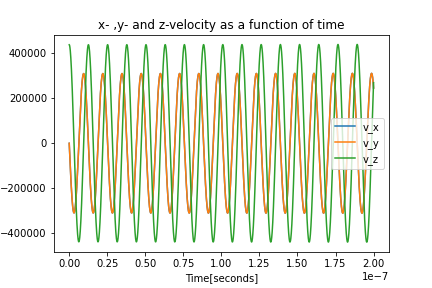 x- ,y- and z-velocity as a function of time
400000
200000
0
−200000
−400000
v_x
v_y
v_z
0.00 0.25 0.50 0.75 1.00 1.25 1.50 1.75 2.00
Time[seconds]
1e−7